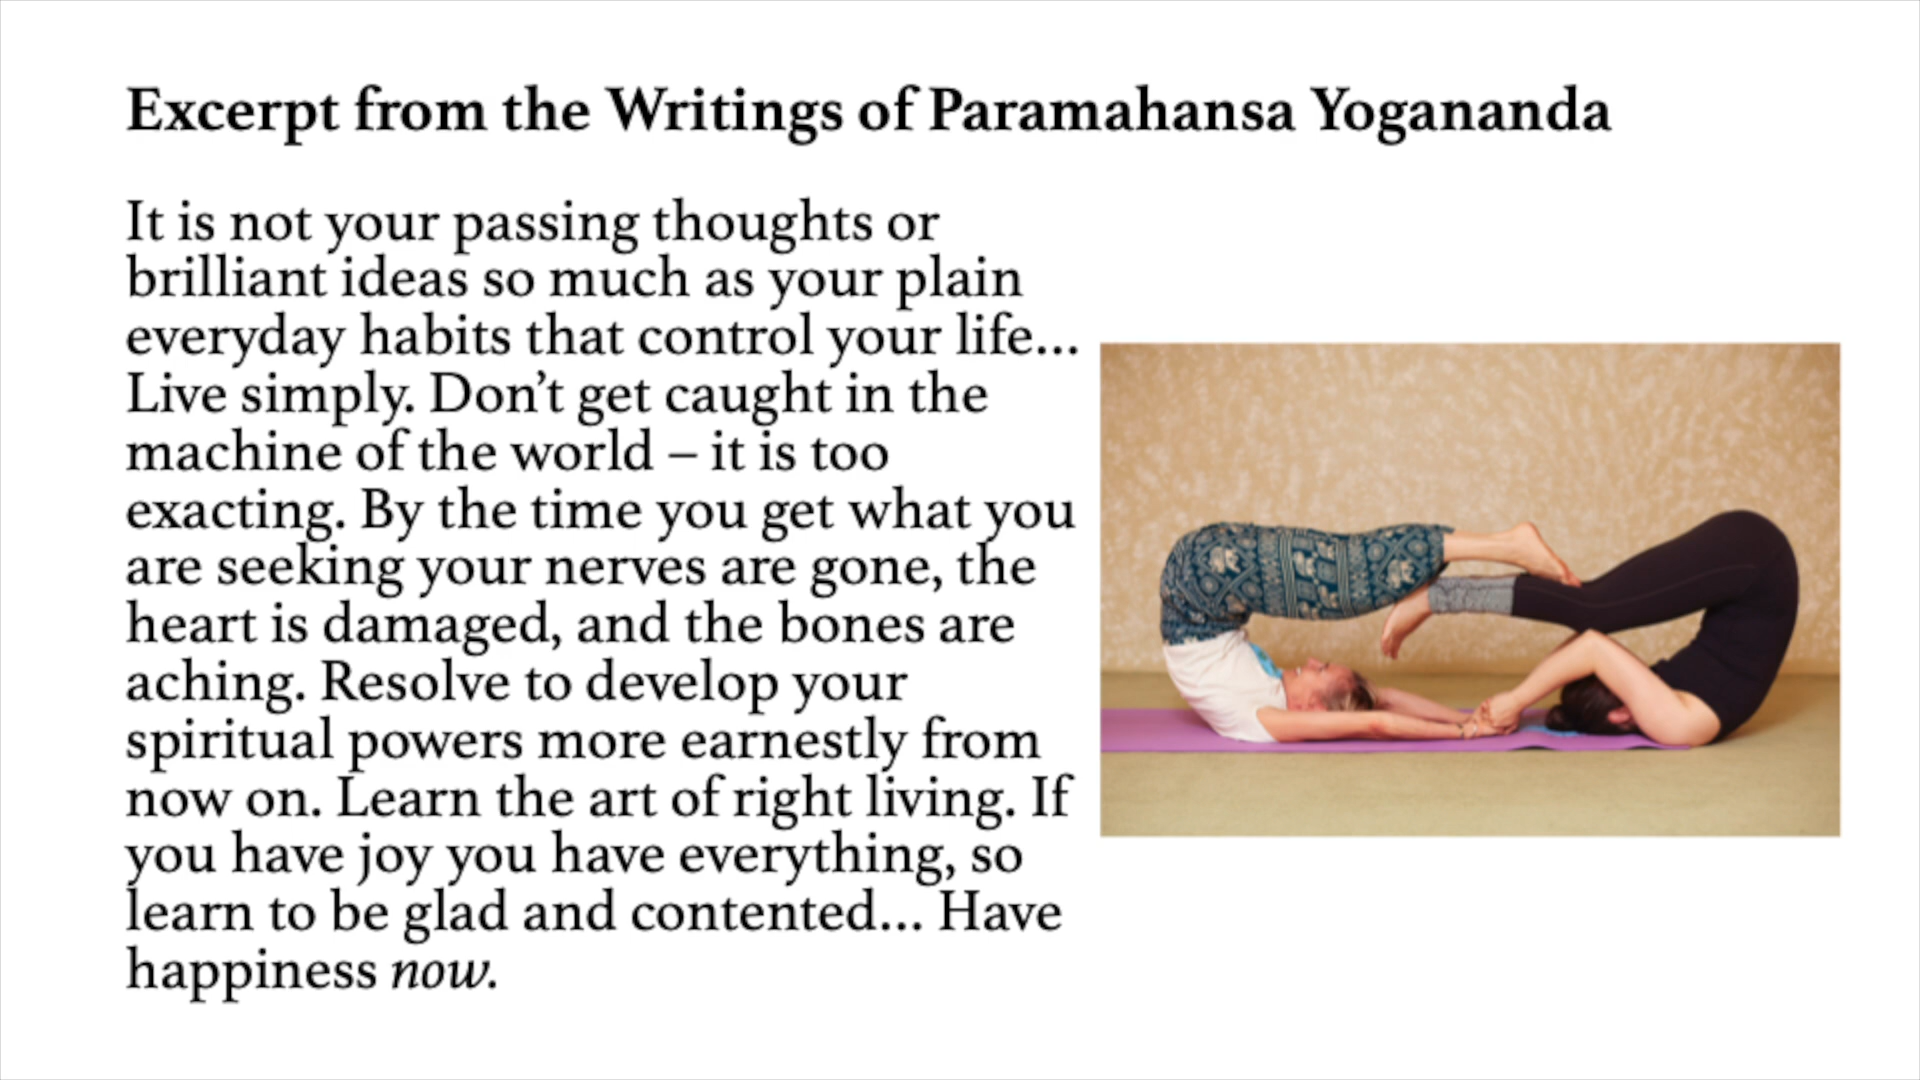 Excerpt from the Writings of Paramahansa Yogananda
It is not your passing thoughts or
brilliant ideas so much as your plain
everyday habits that control your life...
Live simply. Don’t get caught in the
machine of the world – it is too
exacting. By the time you get what you
are seeking your nerves are gone, the
heart is damaged, and the bones are
aching. Resolve to develop your
spiritual powers more earnestly from
now on. Learn the art of right living. If
you have joy you have everything, so
learn to be glad and contented... Have
happiness now.